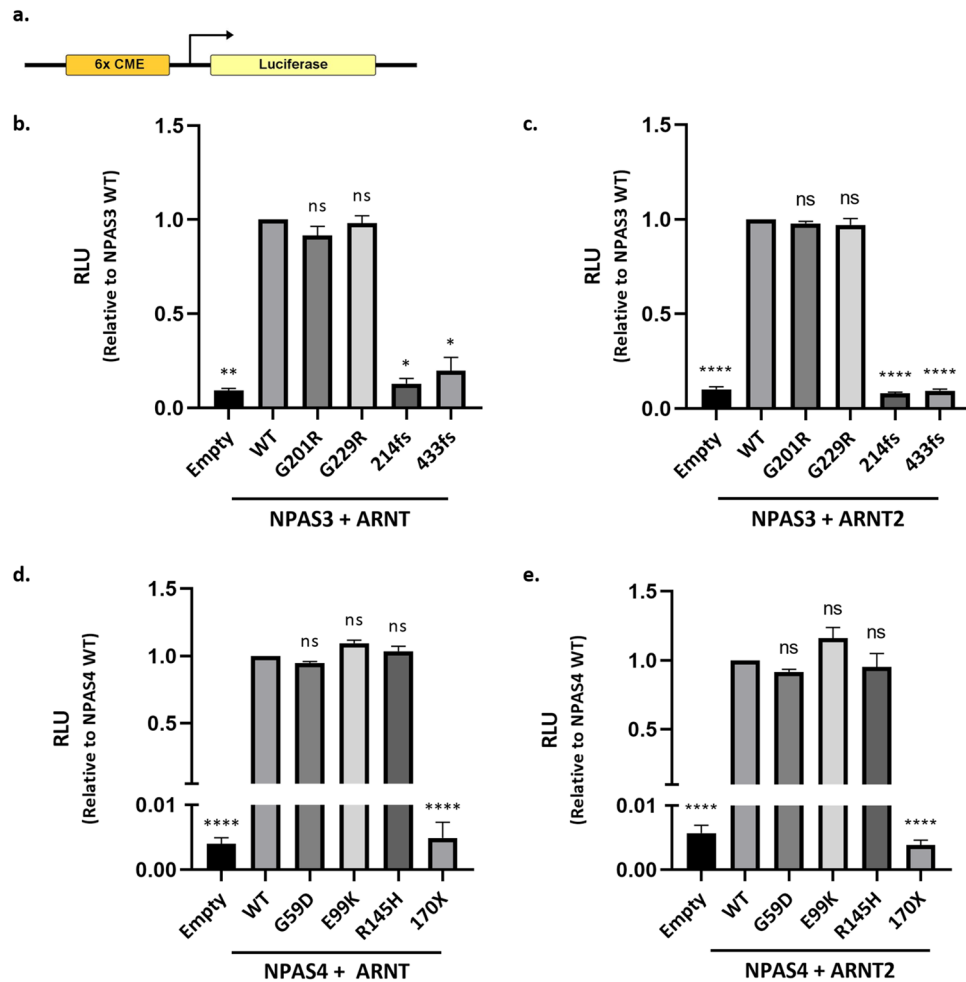 a.
6x CME
Luciferase
b.
1.5
1.0
0.5
0.0
RLU
(Relative to NPAS3 WT)
**
ns
ns
*
*
Empty
WT
G201R
G229R
214fs
433fs
NPAS3 + ARNT
c.
1.5
1.0
0.5
0.0
RLU
(Relative to NPAS3 WT)
****
ns
ns
****
****
Empty
WT
G201R
G229R
214fs
433fs
NPAS3 + ARNT2
d.
1.5
1.0
0.5
0.01
0.00
RLU
(Relative to NPAS4 WT)
****
ns
ns
ns
****
Empty
WT
G59D
E99K
R145H
170X
NPAS4 + ARNT
e.
1.5
1.0
0.5
0.01
0.00
RLU
(Relative to NPAS4 WT)
****
ns
ns
ns
****
Empty
WT
G59D
E99K
R145H
170X
NPAS4 + ARNT2